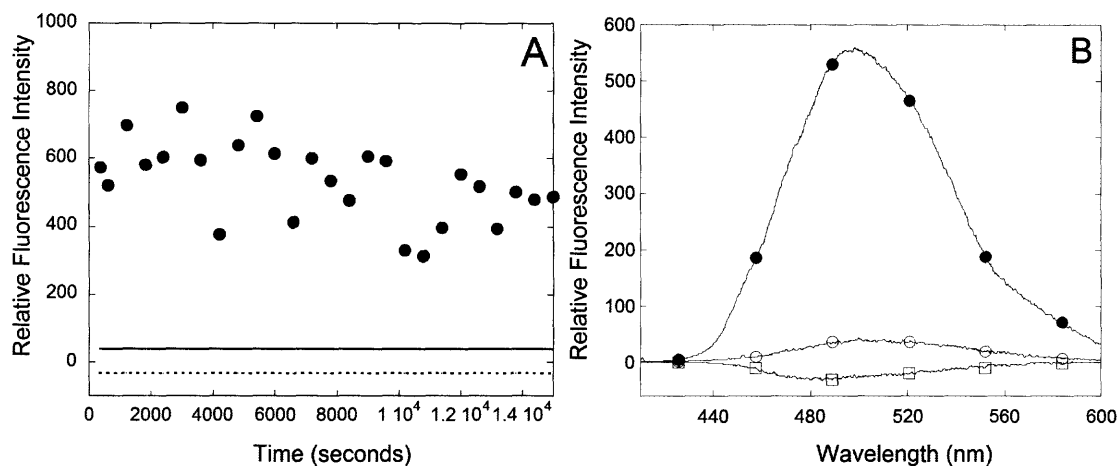 1000
800
600
400
200
0
Relative Fluorescence Intensity
A
0 2000 4000 6000 8000 10⁴ 1.2 10⁴ 1.4 10⁴
Time (seconds)
600
500
400
300
200
100
0
Relative Fluorescence Intensity
B
440 480 520 560 600
Wavelength (nm)